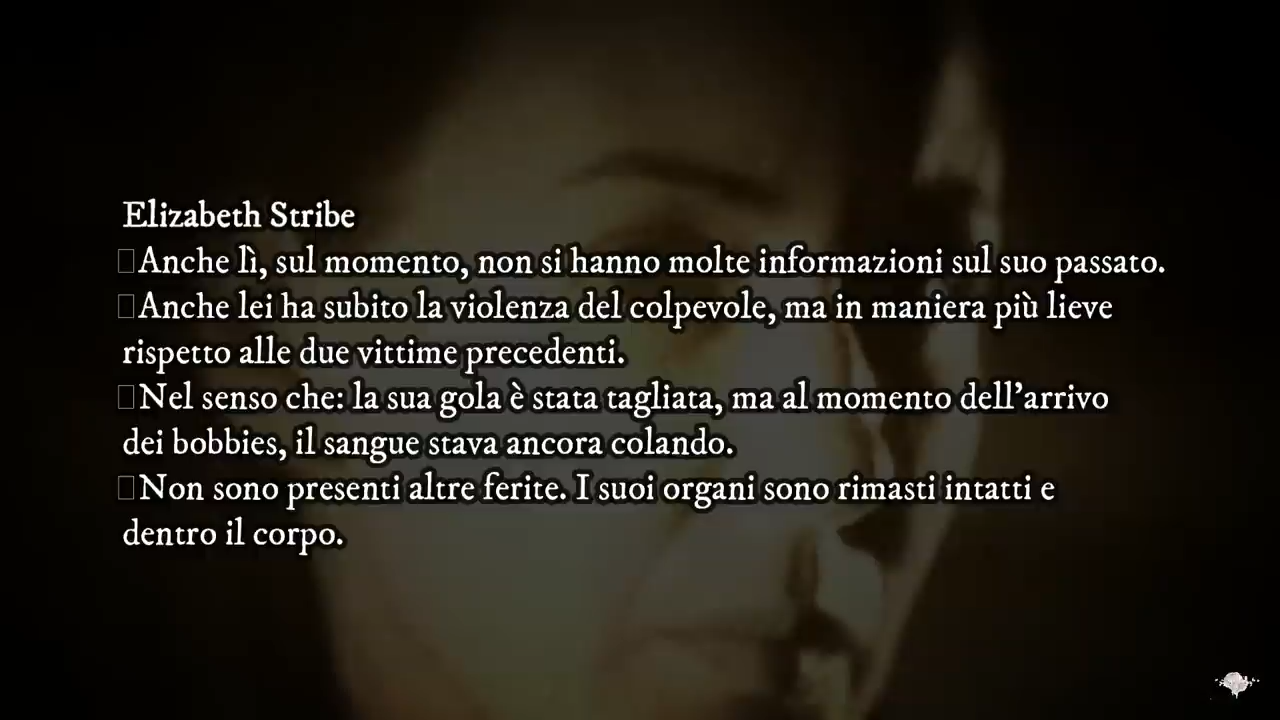 Elizabeth Stribe
□Anche lì, sul momento, non si hanno molte informazioni sul suo passato.
□Anche lei ha subito la violenza del colpevole, ma in maniera più lieve
rispetto alle due vittime precedenti.
□Nel senso che: la sua gola è stata tagliata, ma al momento dell'arrivo
dei bobbies, il sangue stava ancora colando.
□Non sono presenti altre ferite. I suoi organi sono rimasti intatti e
dentro il corpo.